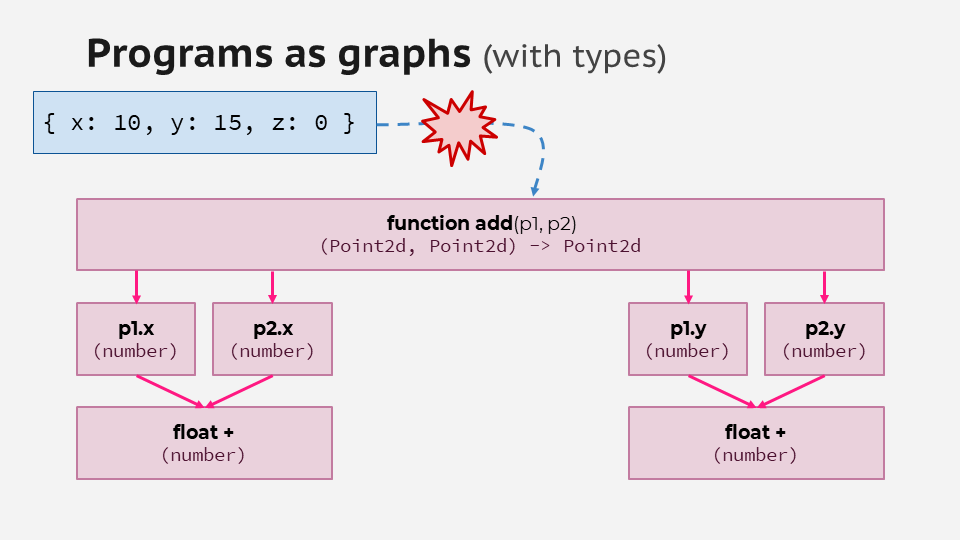 Programs as graphs (with types)
{ x: 10, y: 15, z: 0 }
function add(p1, p2)
(Point2d, Point2d) -> Point2d
p1.x
(number)
p2.x
(number)
p1.y
(number)
p2.y
(number)
float +
(number)
float +
(number)